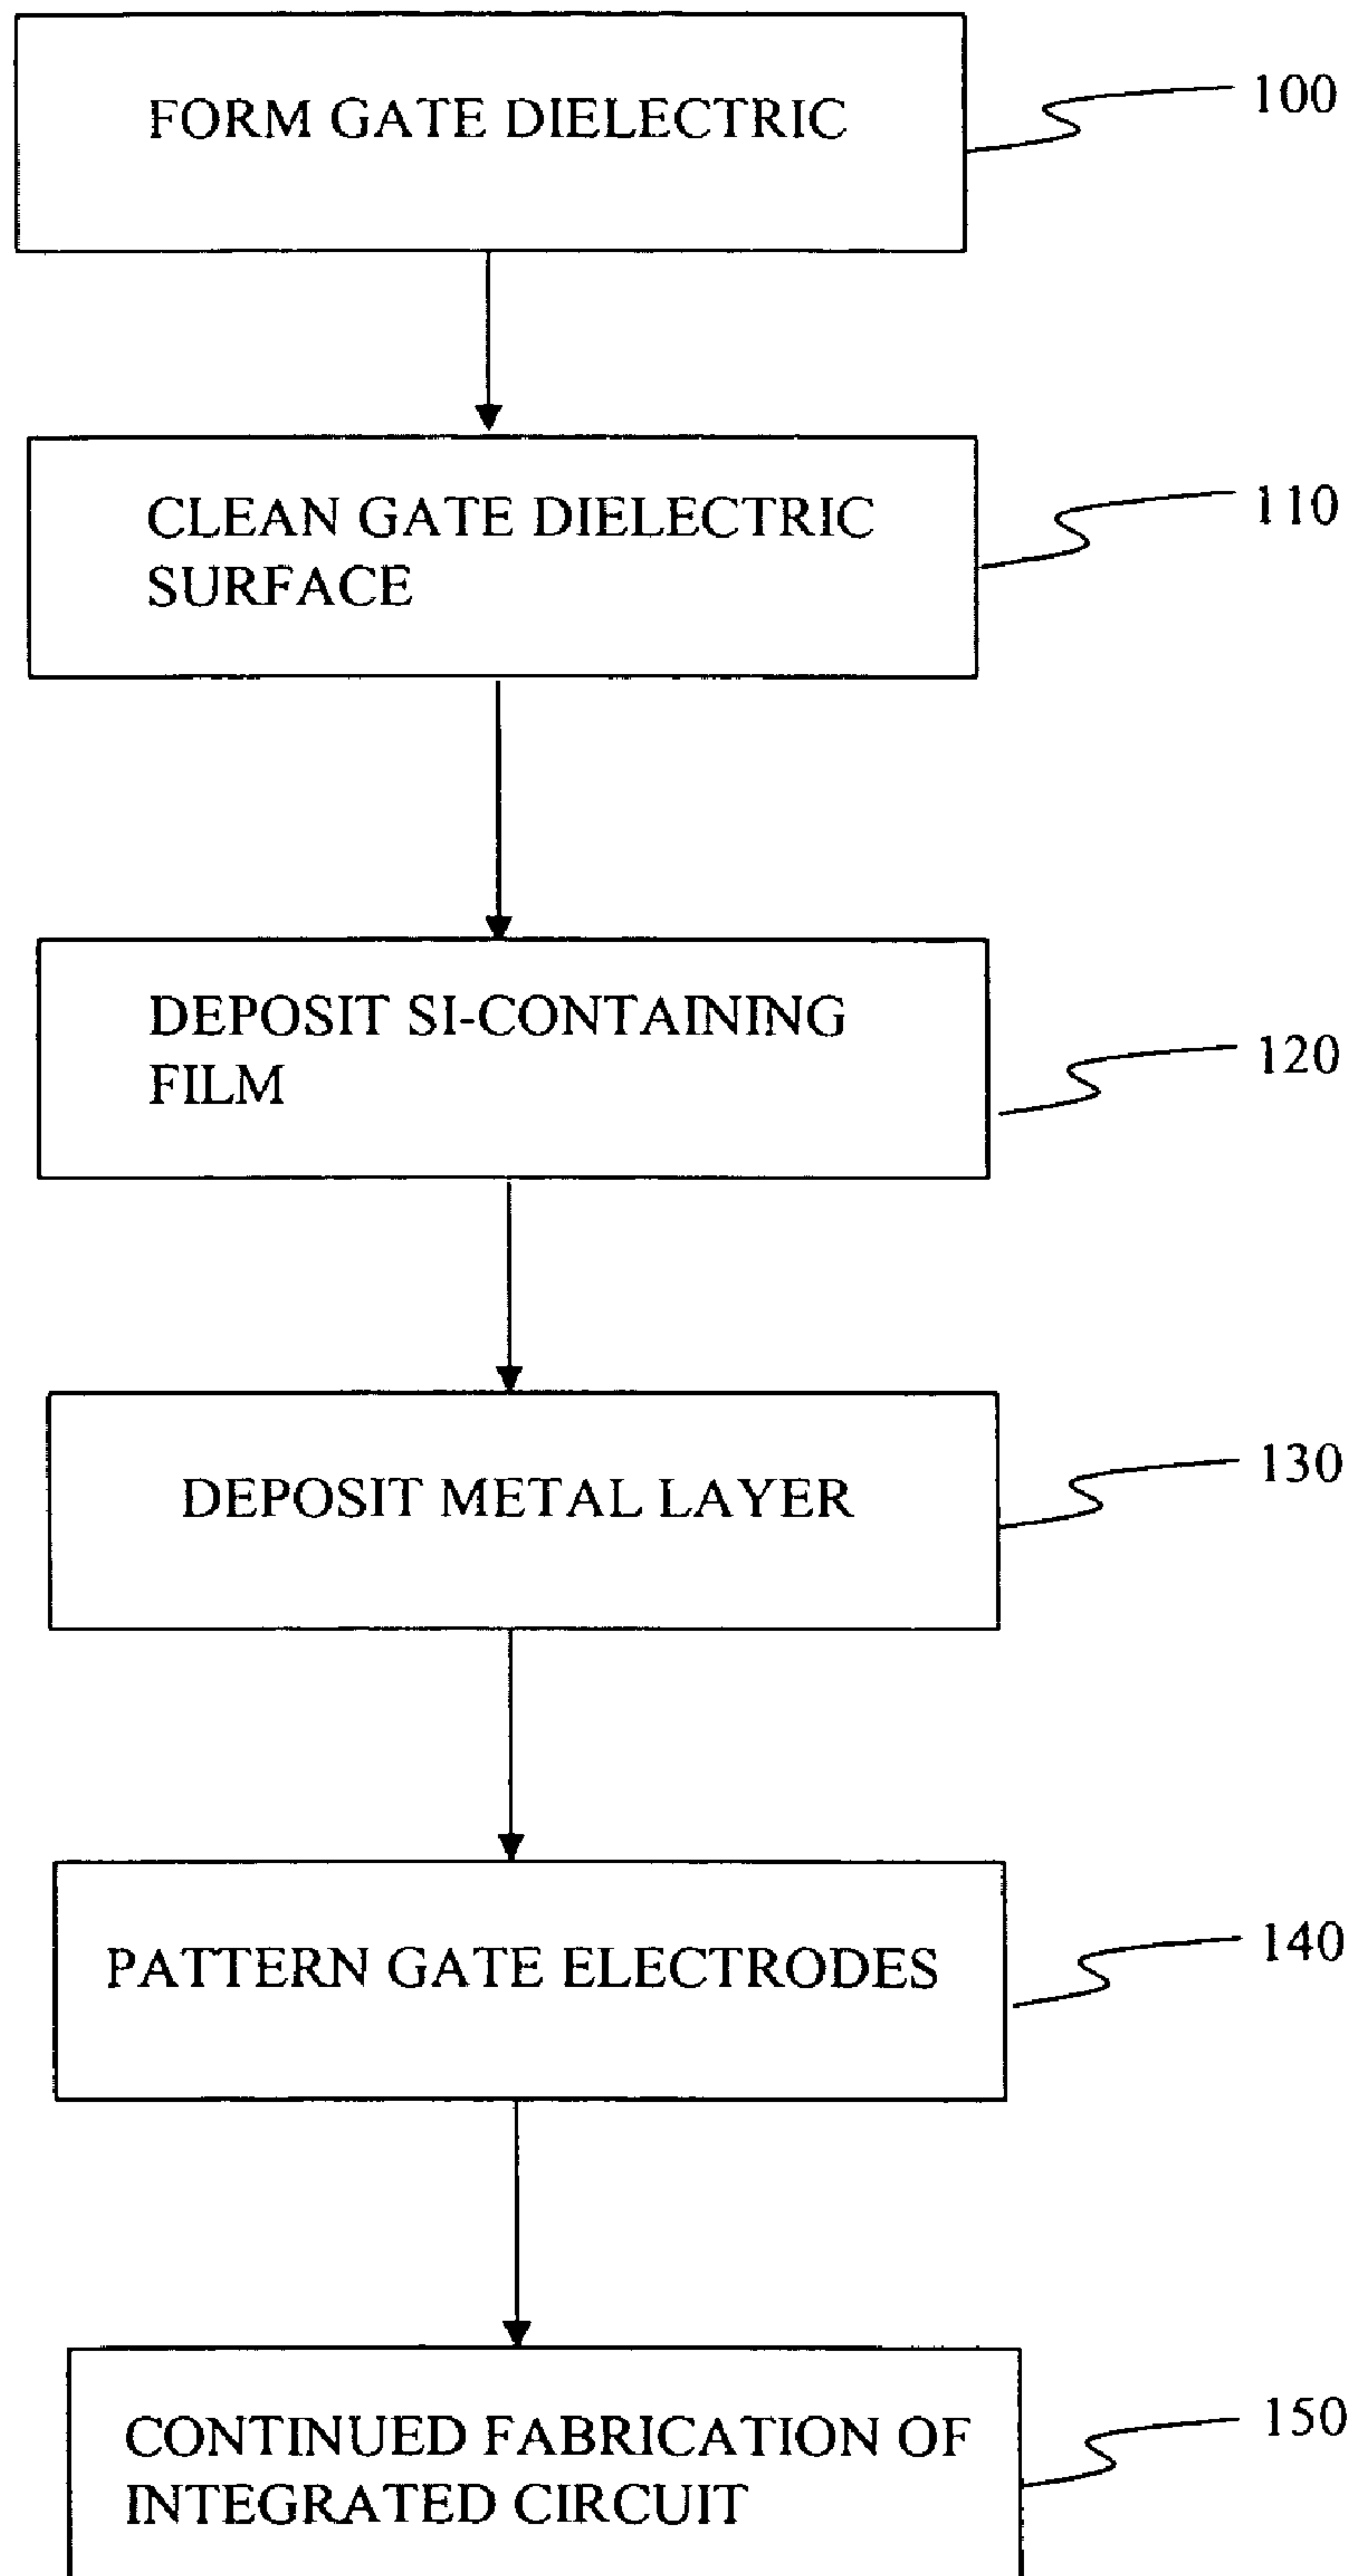 FORM GATE DIELECTRIC
100
CLEAN GATE DIELECTRIC
SURFACE
110
DEPOSIT SI-CONTAINING
FILM
120
DEPOSIT METAL LAYER
130
PATTERN GATE ELECTRODES
140
CONTINUED FABRICATION OF
INTEGRATED CIRCUIT
150